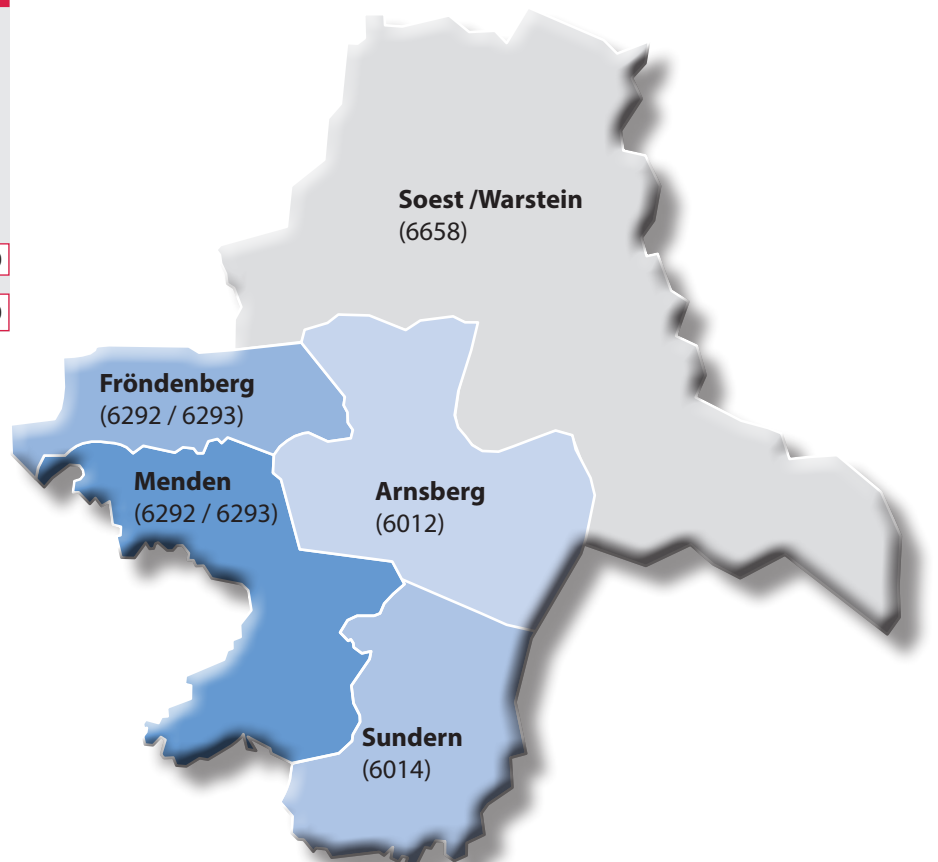 Soest /Warstein
(6658)
Fröndenberg
(6292 / 6293)
Menden
(6292 / 6293)
Arnsberg
(6012)
Sundern
(6014)